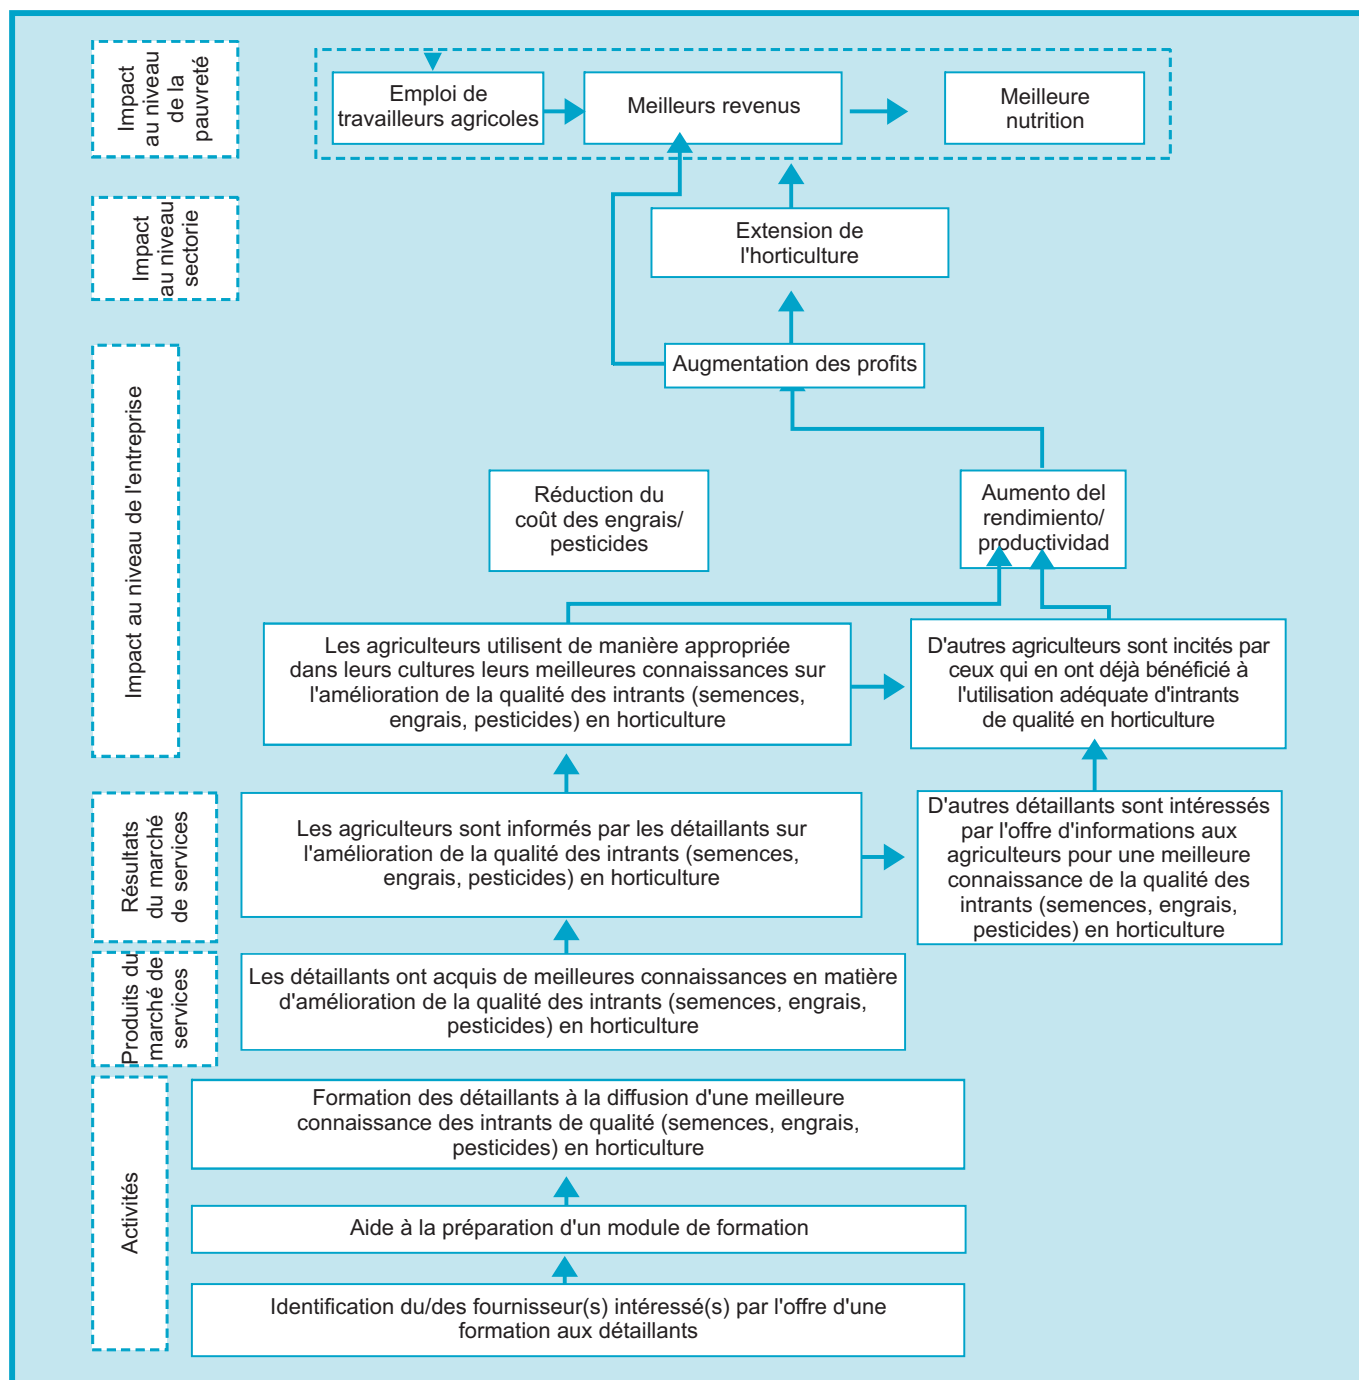 Impact
au niveau
de la
pauvreté
Emploi de
travailleurs agricoles
Meilleurs revenus
Meilleure
nutrition
Impact
au niveau
sectorie
Extension de
l'horticulture
Impact au niveau de l'entreprise
Augmentation des profits
Réduction du
coût des engrais/
pesticides
Aumento del
rendimiento/
productividad
Les agriculteurs utilisent de manière appropriée
dans leurs cultures leurs meilleures connaissances sur
l'amélioration de la qualité des intrants (semences,
engrais, pesticides) en horticulture
D'autres agriculteurs sont incités par
ceux qui en ont déjà bénéficié à
l'utilisation adéquate d'intrants
de qualité en horticulture
Résultats
du marché
de services
Les agriculteurs sont informés par les détaillants sur
l'amélioration de la qualité des intrants (semences,
engrais, pesticides) en horticulture
D'autres détaillants sont intéressés
par l'offre d'informations aux
agriculteurs pour une meilleure
connaissance de la qualité des
intrants (semences, engrais,
pesticides) en horticulture
Produits du
marché de
services
Les détaillants ont acquis de meilleures connaissances en matière
d'amélioration de la qualité des intrants (semences, engrais,
pesticides) en horticulture
Activités
Formation des détaillants à la diffusion d'une meilleure
connaissance des intrants de qualité (semences, engrais,
pesticides) en horticulture
Aide à la préparation d'un module de formation
Identification du/des fournisseur(s) intéressé(s) par l'offre d'une
formation aux détaillants